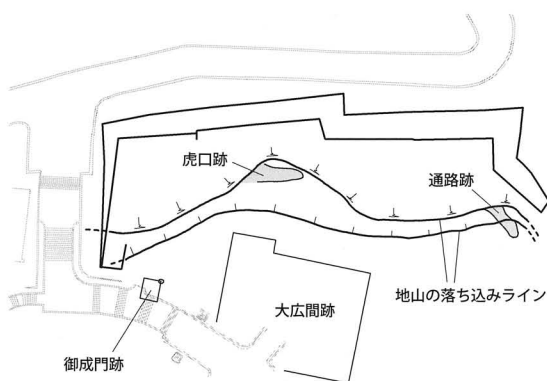 虎口跡
通路跡
地山の落ち込みライン
大広間跡
御成門跡